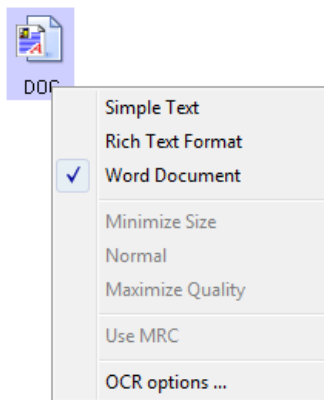 DOC
Simple Text
Rich Text Format
Word Document
Minimize Size
Normal
Maximize Quality
Use MRC
OCR options ...